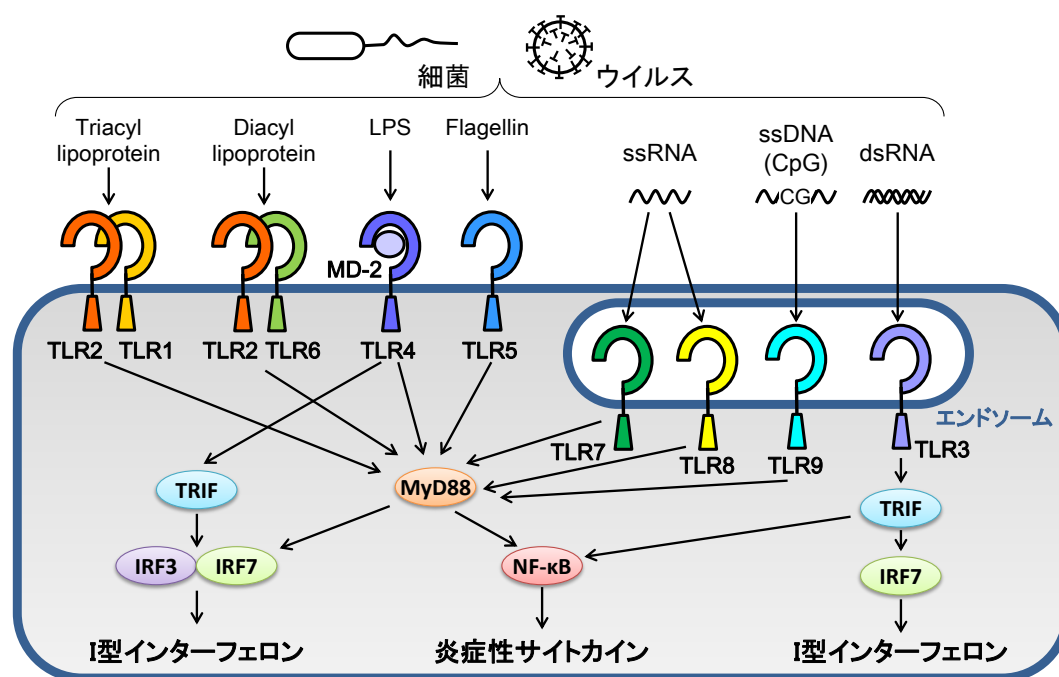 細菌
ウイルス
Triacyl
lipoprotein
Diacyl
lipoprotein
LPS
Flagellin
ssRNA
ssDNA
(CpG)
dsRNA
CG
MD-2
TLR2
TLR1
TLR2
TLR6
TLR4
TLR5
エンドソーム
TLR7
TLR8
TLR9
TLR3
TRIF
MyD88
TRIF
IRF3
IRF7
NF-κB
IRF7
I型インターフェロン
炎症性サイトカイン
I型インターフェロン